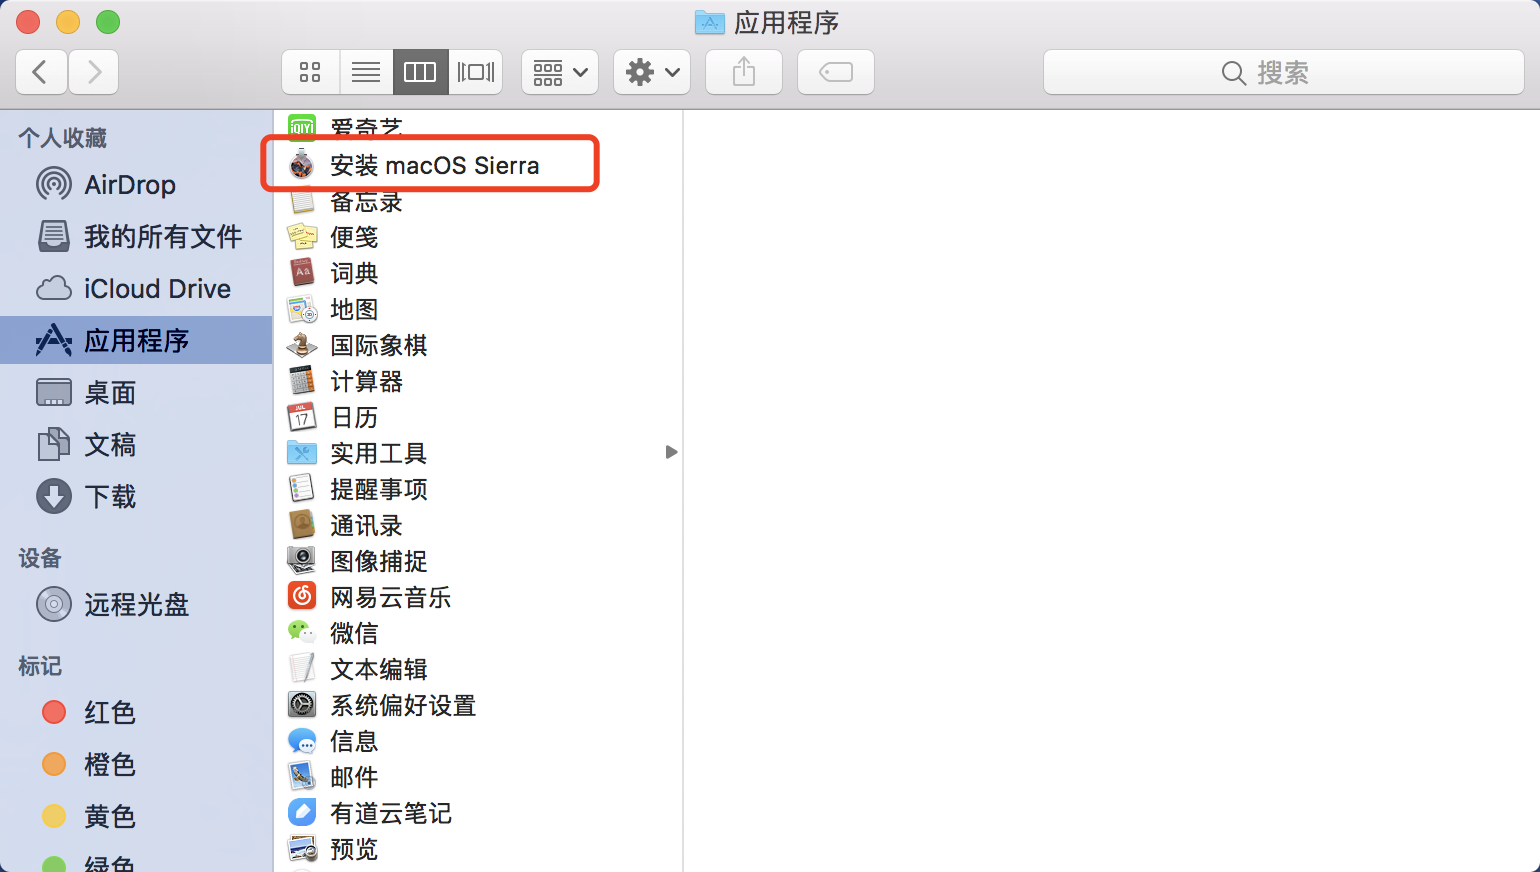 应用程序
搜索
个人收藏
AirDrop
我的所有文件
iCloud Drive
应用程序
桌面
文稿
下载
设备
远程光盘
标记
红色
橙色
黄色
绿色
iQIYI
爱奇艺
安装 macOS Sierra
备忘录
便笺
词典
地图
国际象棋
计算器
JUL
17
日历
实用工具
提醒事项
通讯录
图像捕捉
网易云音乐
微信
文本编辑
系统偏好设置
信息
邮件
有道云笔记
预览